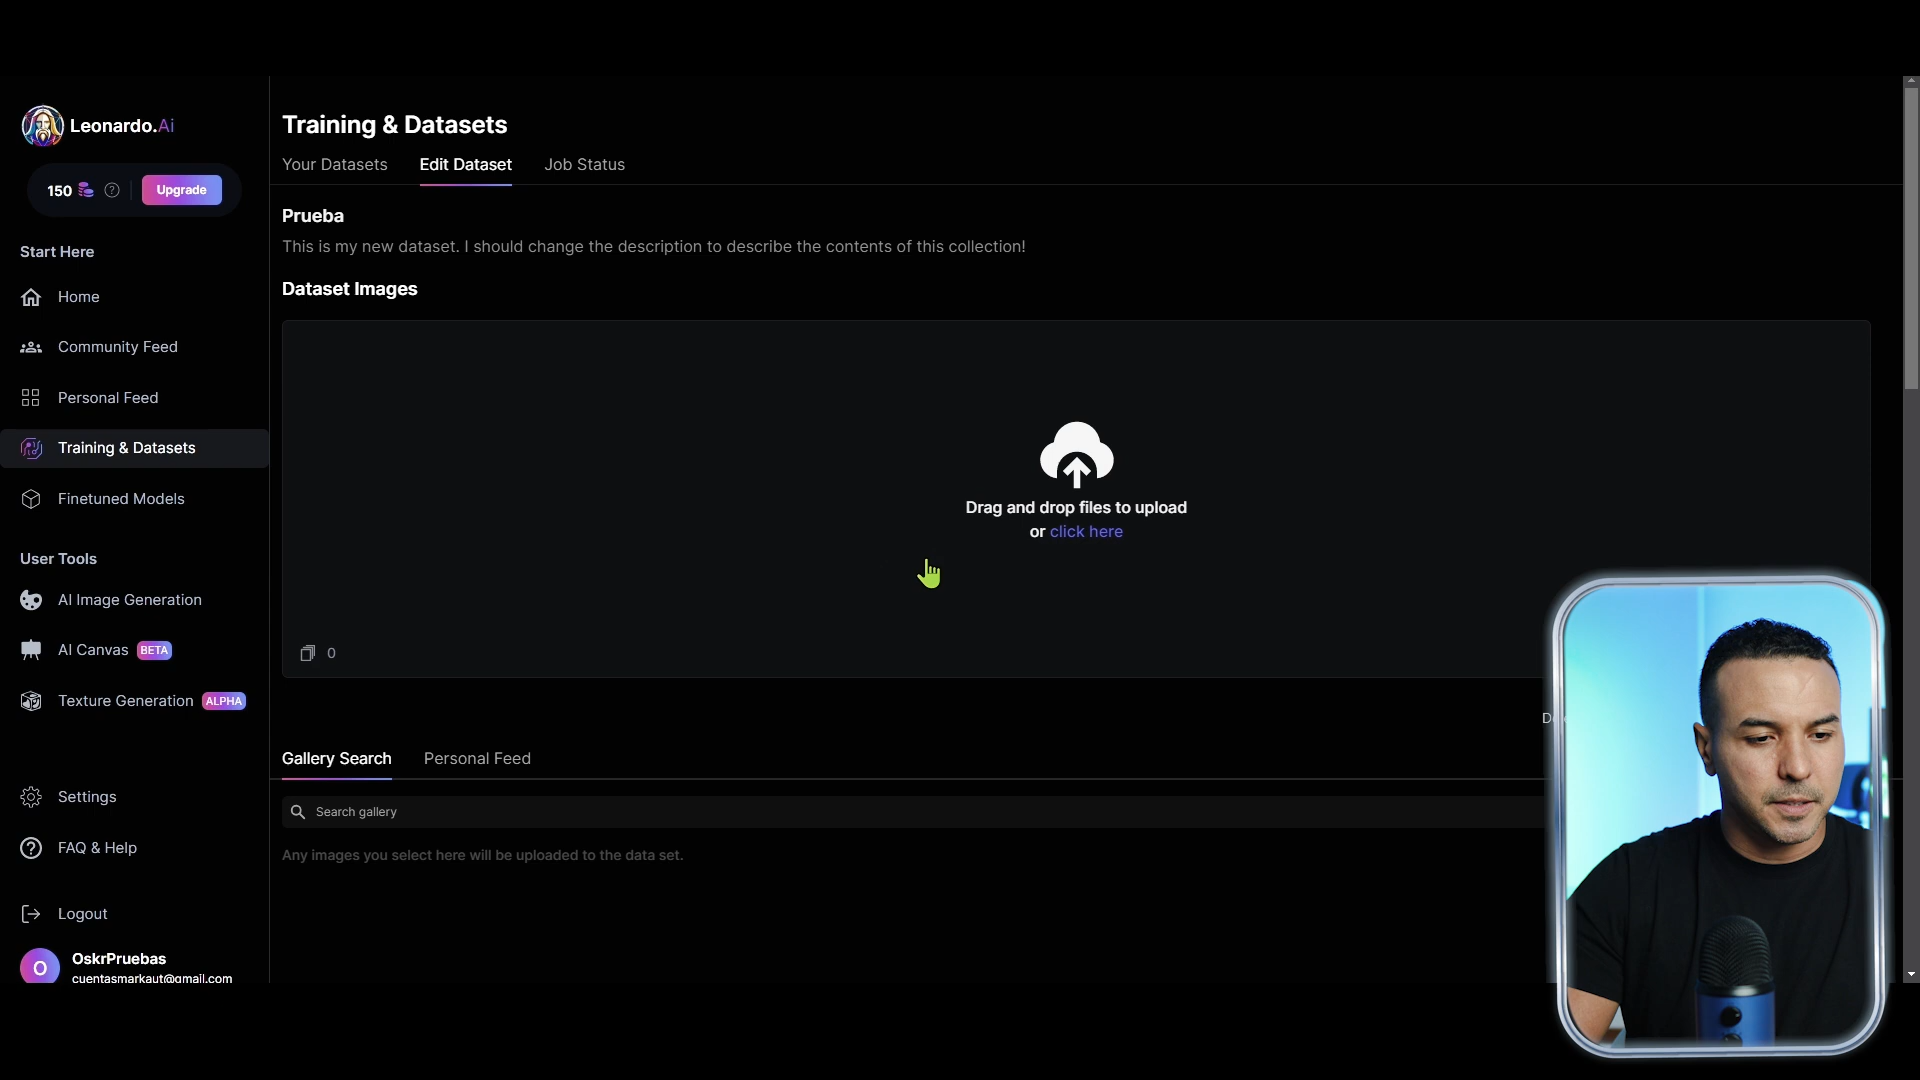 Leonardo.Ai
150
Upgrade
Start Here
Home
Community Feed
Personal Feed
Training & Datasets
Finetuned Models
User Tools
AI Image Generation
AI Canvas BETA
Texture Generation ALPHA
Settings
FAQ & Help
Logout
O
OskrPruebas
cuentasmarkaut@gmail.com
Training & Datasets
Your Datasets Edit Dataset Job Status
Prueba
This is my new dataset. I should change the description to describe the contents of this collection!
Dataset Images
Drag and drop files to upload
or click here
0
Gallery Search Personal Feed
Search gallery
Any images you select here will be uploaded to the data set.